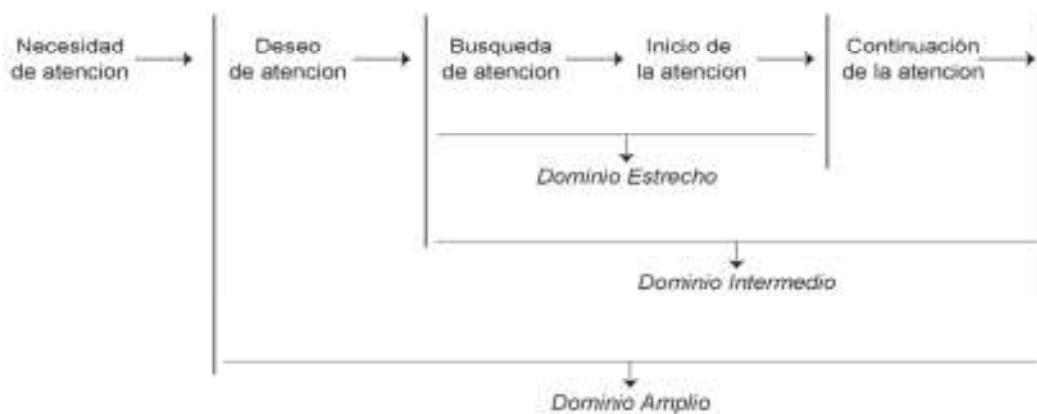 Necesidad
de atencion
Deseo
de atencion
Busqueda
de atencion
Inicio de
la atencion
Continuación
de la atencion
Dominio Estrecho
Dominio Intermedio
Dominio Amplio